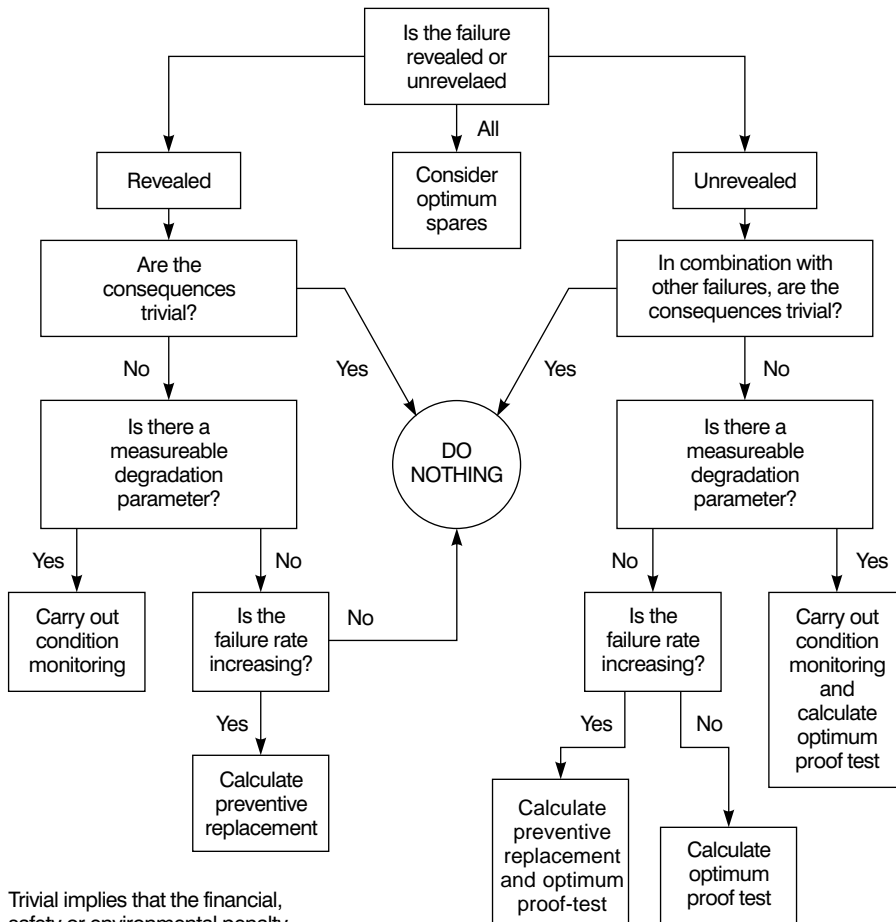 Is the failure
revealed or
unrevelaed
All
Revealed
Consider
optimum
spares
Unrevealed
Are the
consequences
trivial?
In combination with
other failures, are the
consequences trivial?
No
Yes
Yes
No
Is there a
measureable
degradation
parameter?
DO
NOTHING
Is there a
measureable
degradation
parameter?
Yes
No
No
Yes
Carry out
condition
monitoring
Is the
failure rate
increasing?
No
Is the
failure rate
increasing?
Carry out
condition
monitoring
and
calculate
optimum
proof test
Yes
Yes
No
Calculate
preventive
replacement
Calculate
preventive
replacement
and optimum
proof-test
Calculate
optimum
proof test
Trivial implies that the financial,
safety or environmental penalty